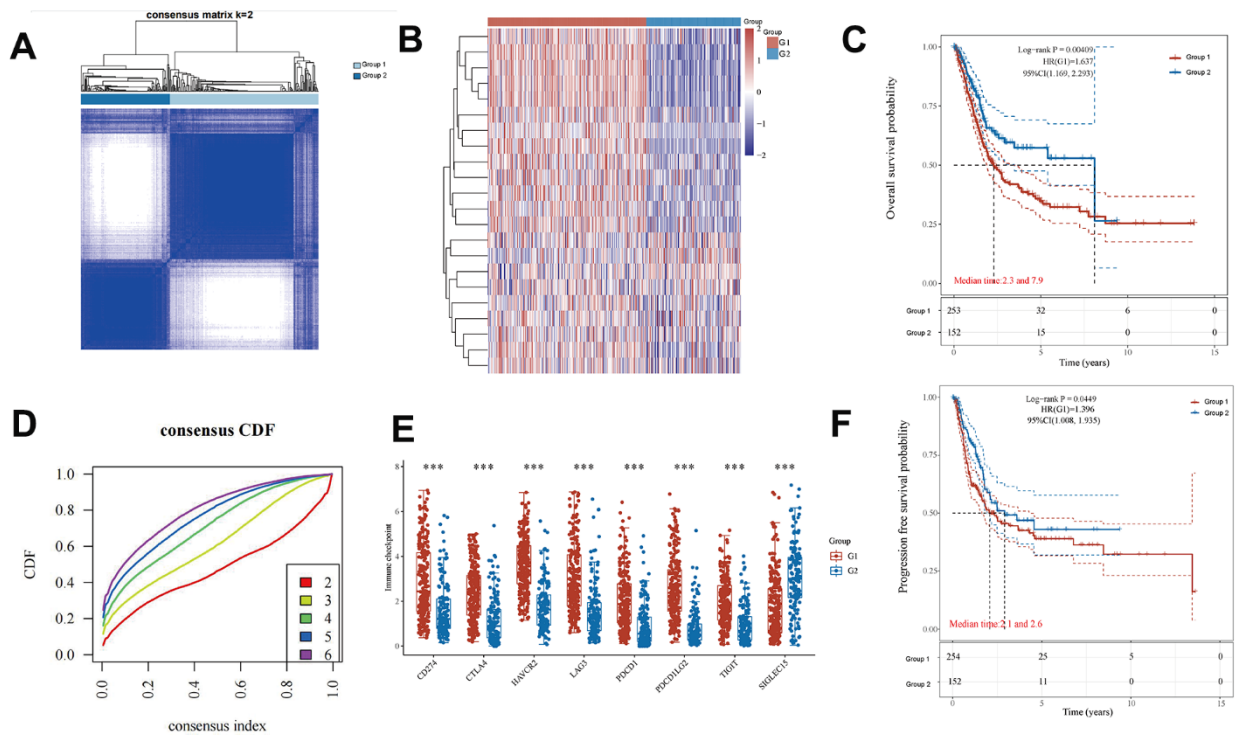 A
consensus matrix k=2
Group 1
Group 2
B
Group
2
1
0
−1
−2
Group
G1
G2
C
Log−rank P = 0.00409
HR(G1)=1.637
95%CI(1.169, 2.293)
Group 1
Group 2
Overall survival probability
1.00
0.75
0.50
0.25
0.00
Median time:2.3 and 7.9
Group 1
253
32
6
0
Group 2
152
15
0
0
0
5
10
15
Time (years)
D
consensus CDF
CDF
1.0
0.8
0.6
0.4
0.2
0.0
2
3
4
5
6
0.0
0.2
0.4
0.6
0.8
1.0
consensus index
E
*** *** *** *** *** *** *** ***
Immune checkpoint
8
6
4
2
0
Group
G1
G2
CD274
CTLA4
HAVCR2
LAG3
PDCD1
PDCD1LG2
TIGIT
SIGLEC15
F
Log−rank P = 0.0449
HR(G1)=1.396
95%CI(1.008, 1.935)
Group 1
Group 2
Progression free survival probability
1.00
0.75
0.50
0.25
0.00
Median time:2.1 and 2.6
Group 1
254
25
5
0
Group 2
152
11
0
0
0
5
10
15
Time (years)